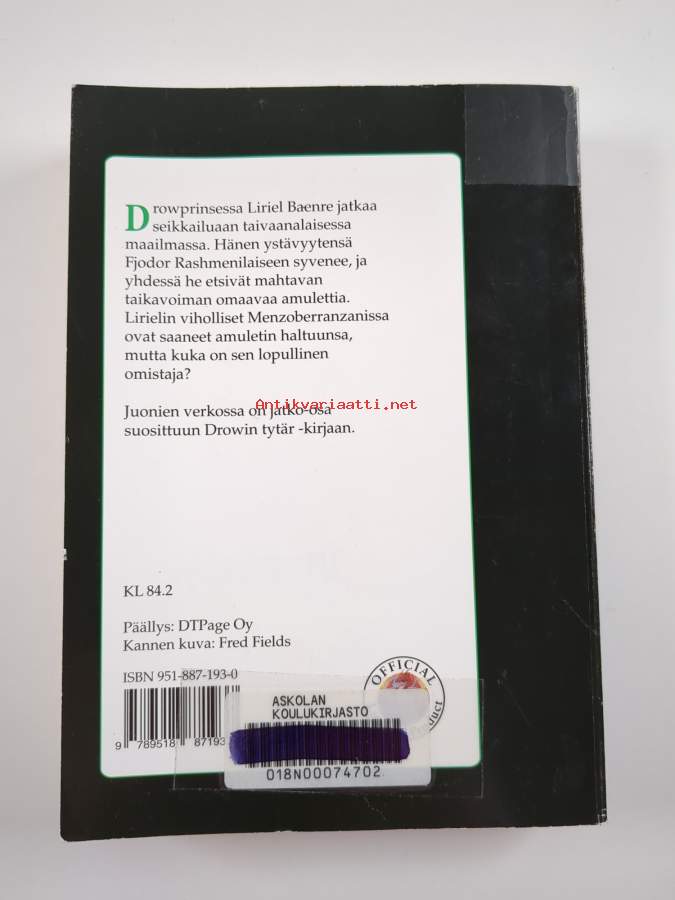 Drowprinsessa Liriel Baenre jatkaa
seikkailuaan taivaanalaisessa
maailmassa. Hänen ystävyytensä
Fjodor Rashmenilaiseen syvenee, ja
yhdessä he etsivät mahtavan
taikavoiman omaavaa amulettia.
Lirielin viholliset Menzoberranzanissa
ovat saaneet amuletin haltuunsa,
mutta kuka on sen lopullinen
omistaja?
Antikvariaatti.net
Juonien verkossa on jatko-osa
suosittuun Drowin tytär -kirjaan.
KL 84.2
Päällys: DTPage Oy
Kannen kuva: Fred Fields
ISBN 951-887-193-0
OFFICIAL
ASKOLAN
KOULUKIRJASTO
9 789518 87193
018N00074702